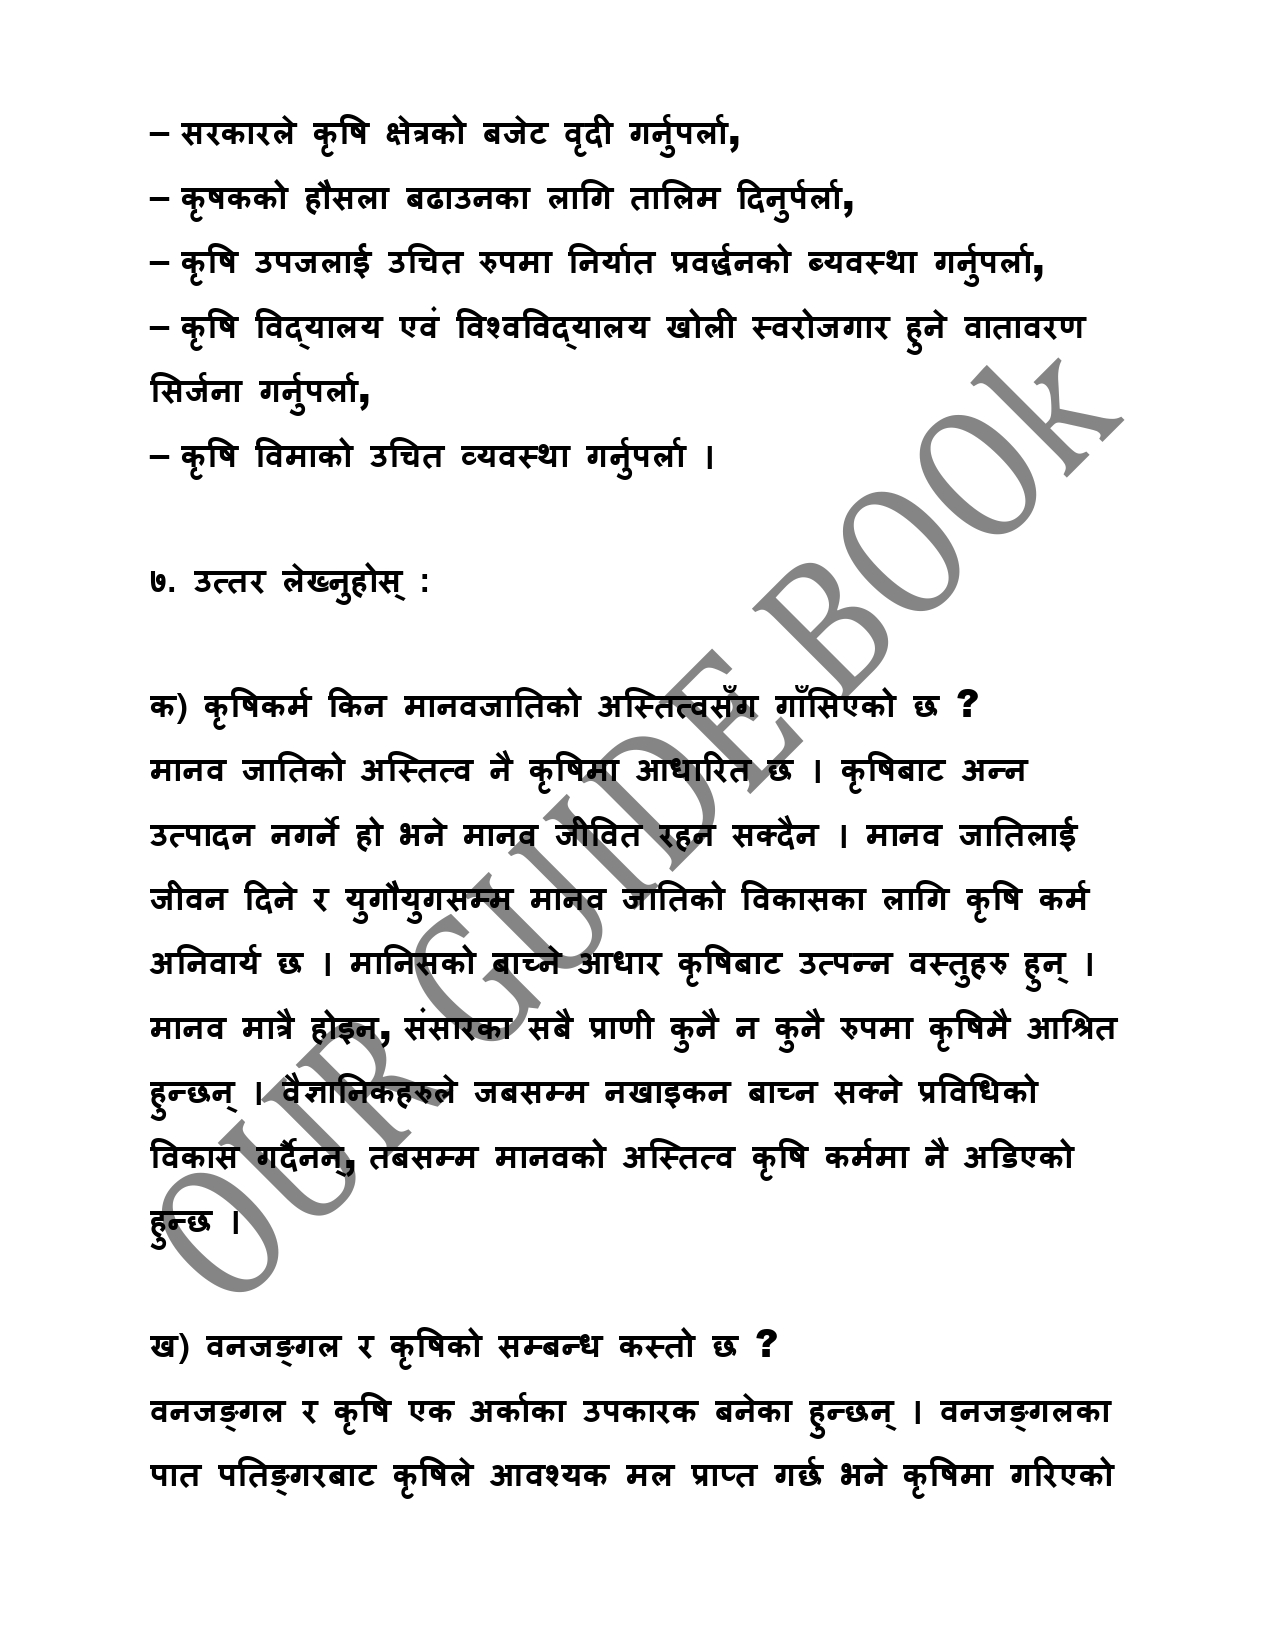 – सरकारले कृषि क्षेत्रको बजेट वृदी गर्नुपर्ला,
– कृषकको हौसला बढाउनका लागि तालिम दिनुपर्ला,
– कृषि उपजलाई उचित रुपमा निर्यात प्रवर्द्धनको ब्यवस्था गर्नुपर्ला,
– कृषि विद्यालय एवं विश्वविद्यालय खोली स्वरोजगार हुने वातावरण
सिर्जना गर्नुपर्ला,
– कृषि विमाको उचित व्यवस्था गर्नुपर्ला ।
७. उत्तर लेख्नुहोस् :
क) कृषिकर्म किन मानवजातिको अस्तित्वसँग गाँसिएको छ ?
मानव जातिको अस्तित्व नै कृषिमा आधारित छ । कृषिबाट अन्न
उत्पादन नगर्ने हो भने मानव जीवित रहन सक्दैन । मानव जातिलाई
जीवन दिने र युगौयुगसम्म मानव जातिको विकासका लागि कृषि कर्म
अनिवार्य छ । मानिसको बाच्ने आधार कृषिबाट उत्पन्न वस्तुहरु हुन् ।
मानव मात्रै होइन, संसारका सबै प्राणी कुनै न कुनै रुपमा कृषिमै आश्रित
हुन्छन् । वैज्ञानिकहरुले जबसम्म नखाइकन बाच्न सक्ने प्रविधिको
विकास गर्दैनन्, तबसम्म मानवको अस्तित्व कृषि कर्ममा नै अडिएको
हुन्छ ।
ख) वनजङ्गल र कृषिको सम्बन्ध कस्तो छ ?
वनजङ्गल र कृषि एक अर्काका उपकारक बनेका हुन्छन् । वनजङ्गलका
पात पतिङ्गरबाट कृषिले आवश्यक मल प्राप्त गर्छ भने कृषिमा गरिएको
OUR GUIDE BOOk